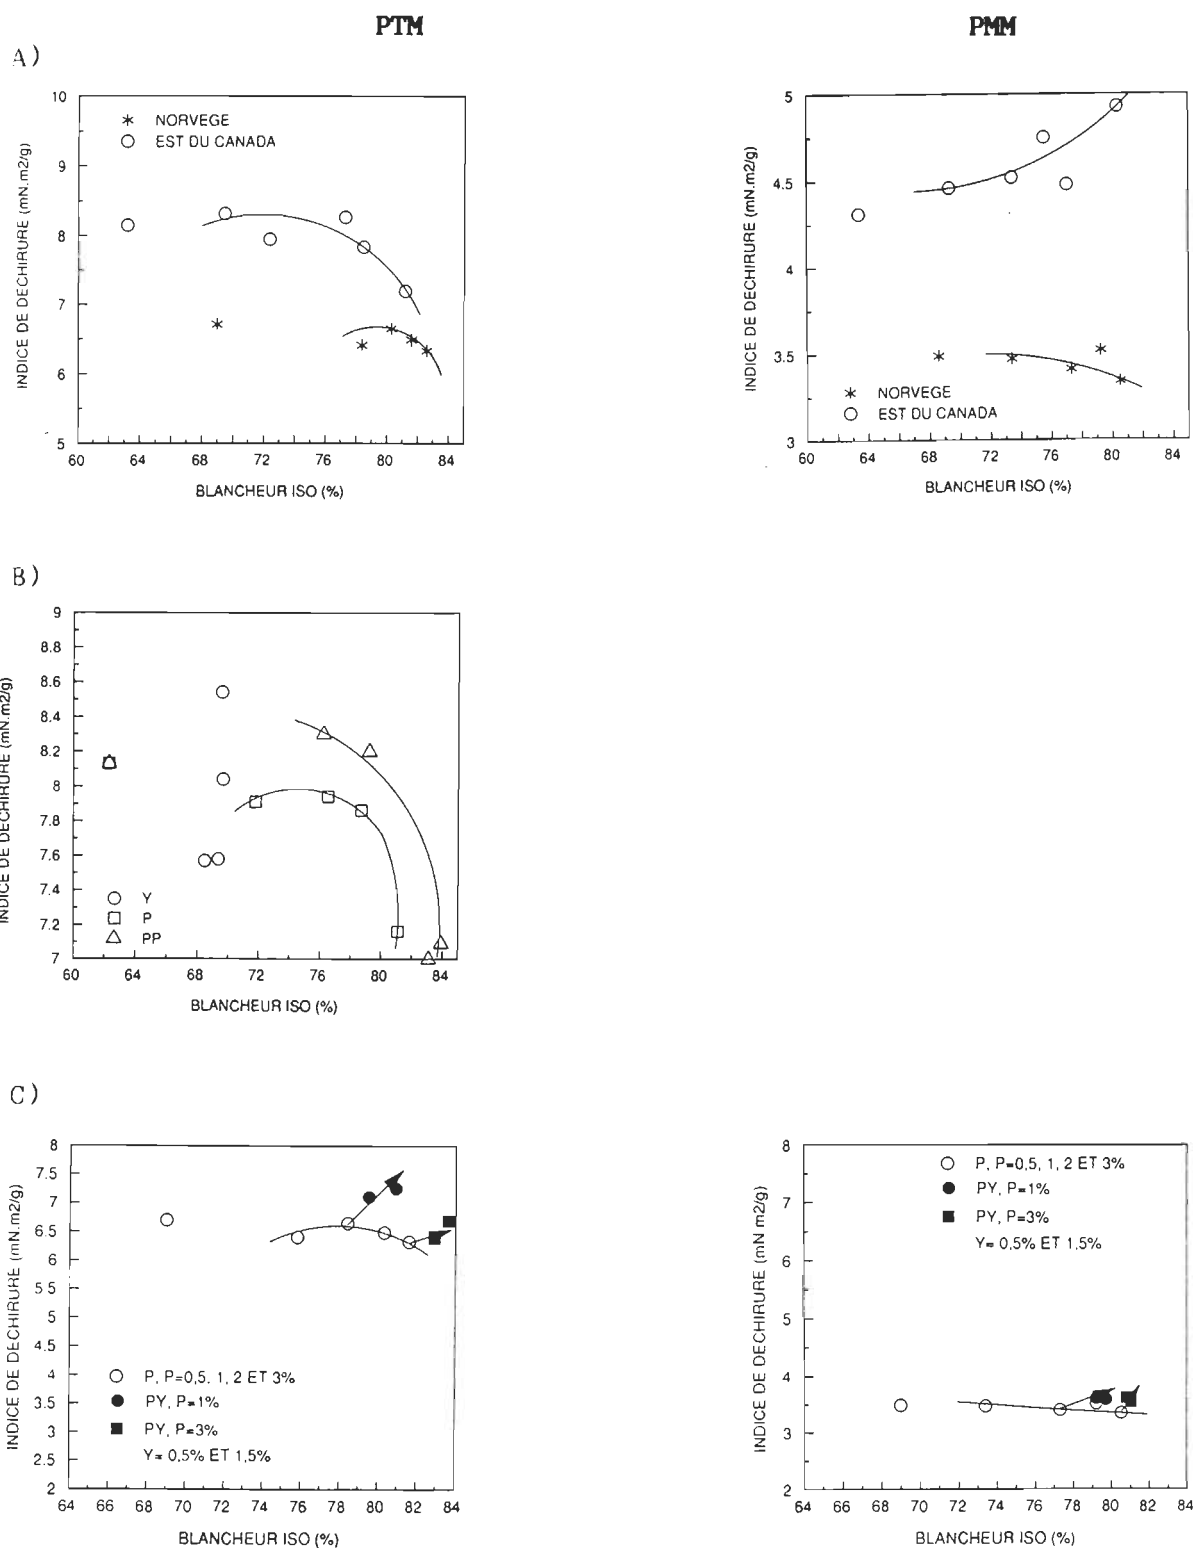 PTM
PMM
A)
INDICE DE DECHIRURE (mN.m2/g)
10
9
8
7
6
5
NORVEGE
EST DU CANADA
60 64 68 72 76 80 84
BLANCHEUR ISO (%)
INDICE DE DECHIRURE (mN.m2/g)
5
4.5
4
3.5
3
NORVEGE
EST DU CANADA
60 64 68 72 76 80 84
BLANCHEUR ISO (%)
B)
INDICE DE DECHIRURE (mN.m2/g)
9
8.8
8.6
8.4
8.2
8
7.8
7.6
7.4
7.2
7
Y
P
PP
60 64 68 72 76 80 84
BLANCHEUR ISO (%)
C)
INDICE DE DECHIRURE (mN.m2/g)
8
7.5
7
6.5
6
5 5
5
4.5
4
3.5
3
2.5
2
P, P=0,5. 1, 2 ET 3%
PY, P=1%
PY, P=3%
Y= 0,5% ET 1,5%
64 66 68 70 72 74 76 78 80 82 84
BLANCHEUR ISO (%)
INDICE DE DECHIRURE (mN m2/g)
8
7
6
5
4
3
2
P, P=0,5, 1, 2 ET 3%
PY, P=1%
PY, P=3%
Y= 0,5% ET 1,5%
64 66 68 70 72 74 76 78 80 82 84
BLANCHEUR ISO (%)